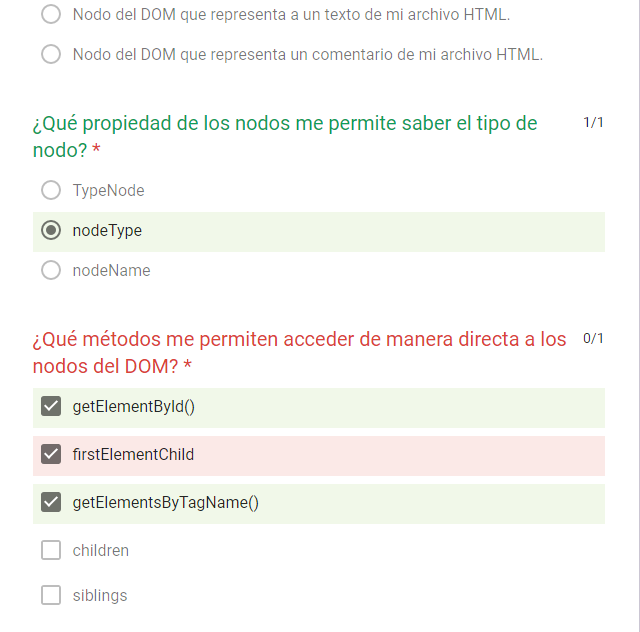 Nodo del DOM que representa a un texto de mi archivo HTML.
Nodo del DOM que representa un comentario de mi archivo HTML.
¿Qué propiedad de los nodos me permite saber el tipo de
nodo? *
1/1
TypeNode
nodeType
nodeName
¿Qué métodos me permiten acceder de manera directa a los
nodos del DOM? *
0/1
getElementById()
firstElementChild
getElementsByTagName()
children
siblings